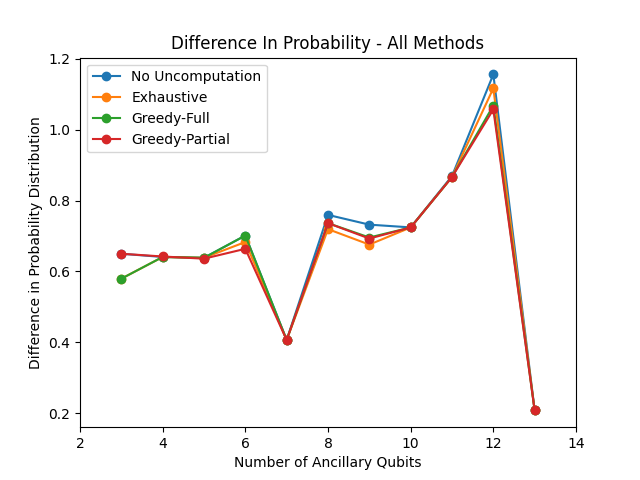 Difference In Probability - All Methods
No Uncomputation
Exhaustive
Greedy-Full
Greedy-Partial
Difference in Probability Distribution
1.2
1.0
0.8
0.6
0.4
0.2
2 4 6 8 10 12 14
Number of Ancillary Qubits